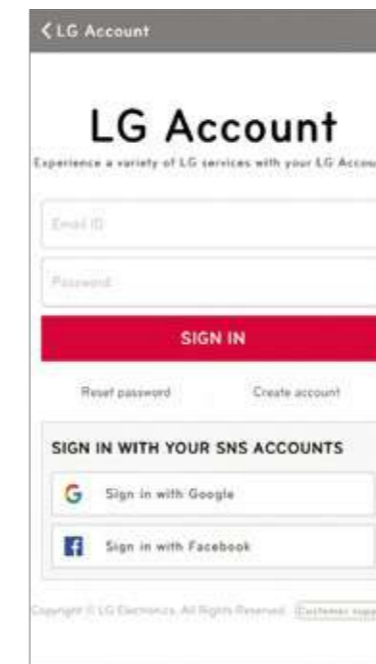 LG Account
LG Account
Experience a variety of LG services with your LG Accou
Email ID
Password
SIGN IN
Reset password Create account
SIGN IN WITH YOUR SNS ACCOUNTS
Sign in with Google
Sign in with Facebook
Copyright © LG Electronics. All Rights Reserved. Customer suppo